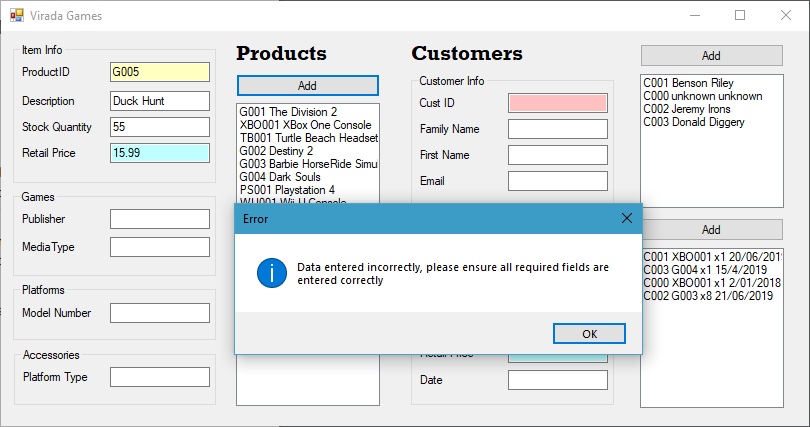 Virada Games
Item Info
ProductID
G005
Description
Duck Hunt
Stock Quantity
55
Retail Price
15.99
Games
Publisher
MediaType
Platforms
Model Number
Accessories
Platform Type
Products
Add
G001 The Division 2
XBO001 XBox One Console
TB001 Turtle Beach Headset
G002 Destiny 2
G003 Barbie HorseRide Simu
G004 Dark Souls
PS001 Playstation 4
WU001 Wii U Console
Customers
Customer Info
Cust ID
Family Name
First Name
Email
Retail Price
Date
Add
C001 Benson Riley
C000 unknown unknown
C002 Jeremy Irons
C003 Donald Diggery
Add
C001 XBO001 x1 20/06/2019
C003 G004 x1 15/4/2019
C000 XBO001 x1 2/01/2018
C002 G003 x8 21/06/2019
Error
Data entered incorrectly, please ensure all required fields are
entered correctly
OK